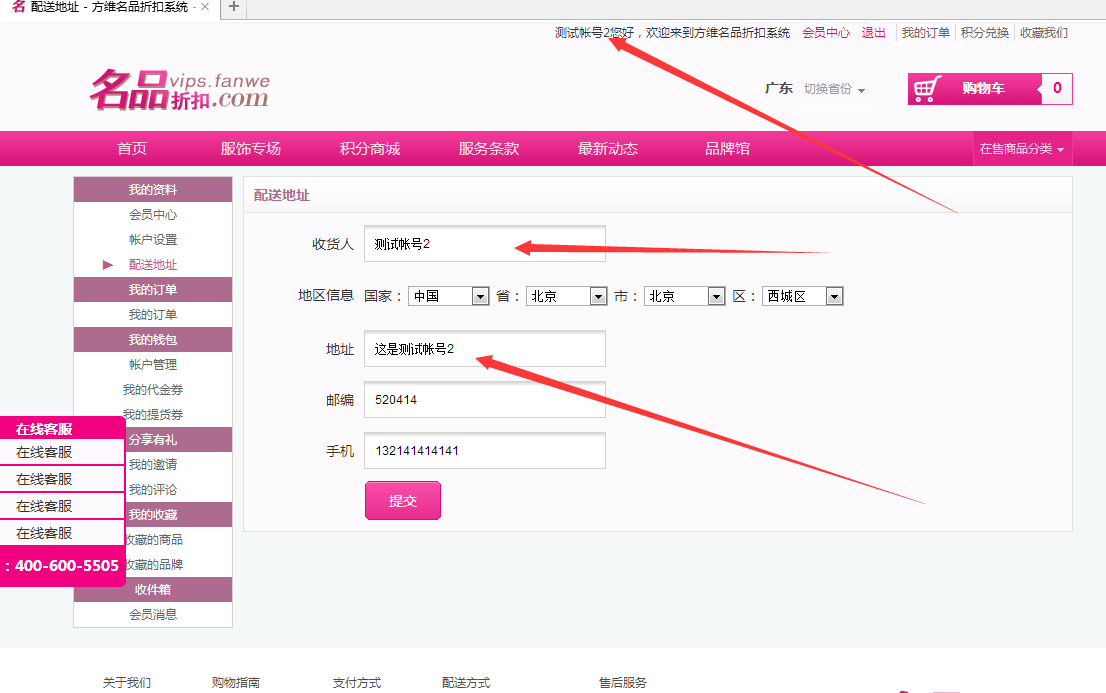 名 配送地址 - 方维名品折扣系统 - × +
测试帐号2您好，欢迎来到方维名品折扣系统 会员中心 退出 我的订单 积分兑换 收藏我们
名品折扣 vips.fanwe.com
广东 切换省份 购物车 0
首页 服饰专场 积分商城 服务条款 最新动态 品牌馆 在售商品分类
我的资料
会员中心
帐户设置
配送地址
我的订单
我的订单
我的钱包
帐户管理
我的代金券
我的提货券
分享有礼
我的邀请
我的评论
我的收藏
收藏的商品
收藏的品牌
收件箱
会员消息
在线客服
在线客服
在线客服
在线客服
在线客服
: 400-600-5505
配送地址
收货人 测试帐号2
地区信息 国家： 中国 省： 北京 市： 北京 区： 西城区
地址 这是测试帐号2
邮编 520414
手机 132141414141
提交
关于我们 购物指南 支付方式 配送方式 售后服务